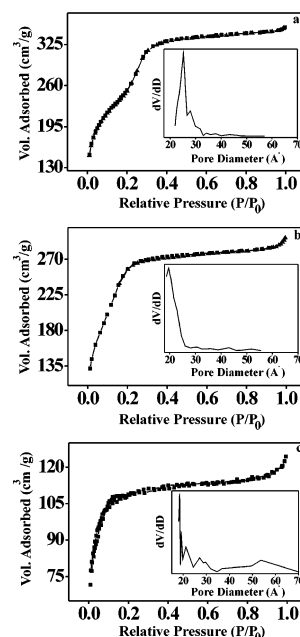 a
Vol. Adsorbed (cm³/g)
325
260
195
130
dV/dD
20 30 40 50 60 70
Pore Diameter (A˚)
0.0 0.2 0.4 0.6 0.8 1.0
Relative Pressure (P/P₀)
b
Vol. Adsorbed (cm³/g)
270
225
180
135
dV/dD
20 30 40 50 60 70
Pore Diameter (A˚)
0.0 0.2 0.4 0.6 0.8 1.0
Relative Pressure (P/P₀)
c
Vol. Adsorbed (cm³/g)
120
105
90
75
dV/dD
20 30 40 50 60 70
Pore Diameter (A˚)
0.0 0.2 0.4 0.6 0.8 1.0
Relative Pressure (P/P₀)